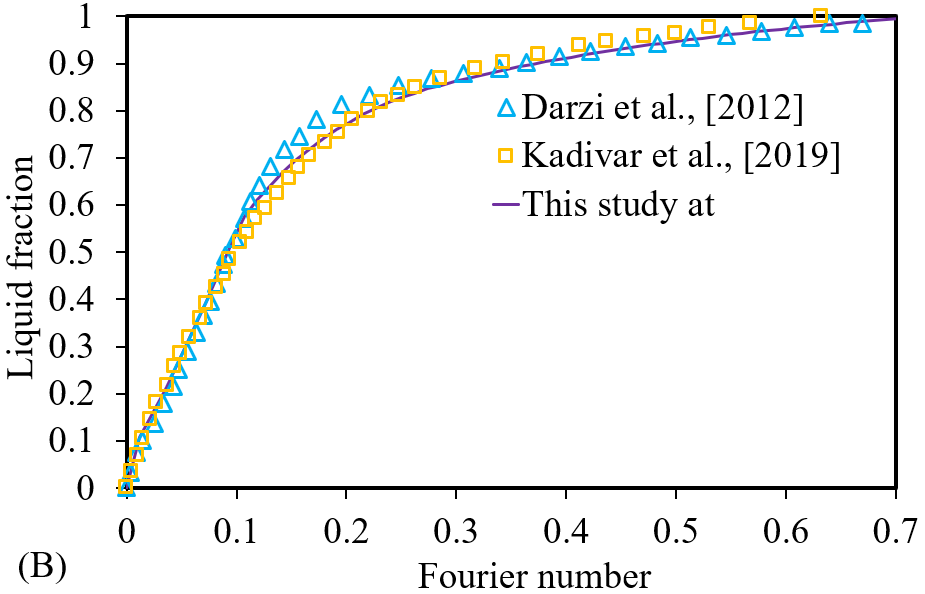 1
0.9
0.8
0.7
0.6
0.5
0.4
0.3
0.2
0.1
0
Liquid fraction
Darzi et al., [2012]
Kadivar et al., [2019]
This study at
0 0.1 0.2 0.3 0.4 0.5 0.6 0.7
Fourier number
(B)